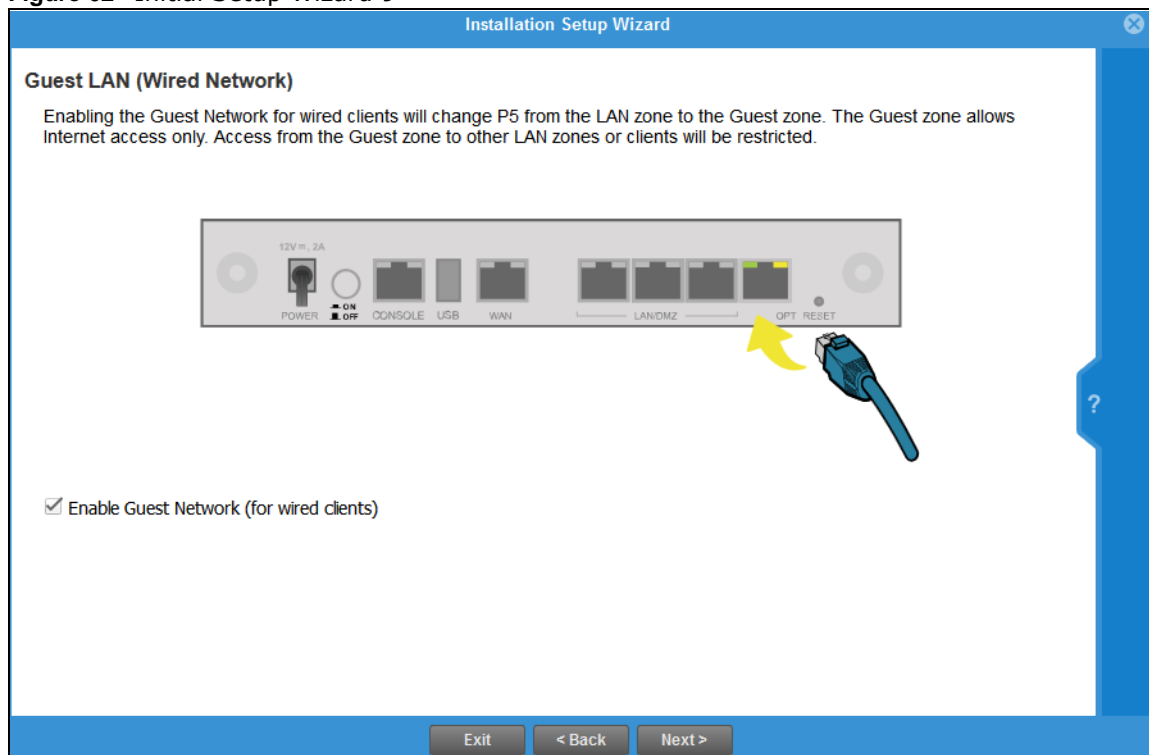 Installation Setup Wizard
Guest LAN (Wired Network)
Enabling the Guest Network for wired clients will change P5 from the LAN zone to the Guest zone. The Guest zone allows
Internet access only. Access from the Guest zone to other LAN zones or clients will be restricted.
12V⎓, 2A
ON
OFF
POWER CONSOLE USB WAN LAN/DMZ OPT RESET
?
Enable Guest Network (for wired clients)
Exit < Back Next >